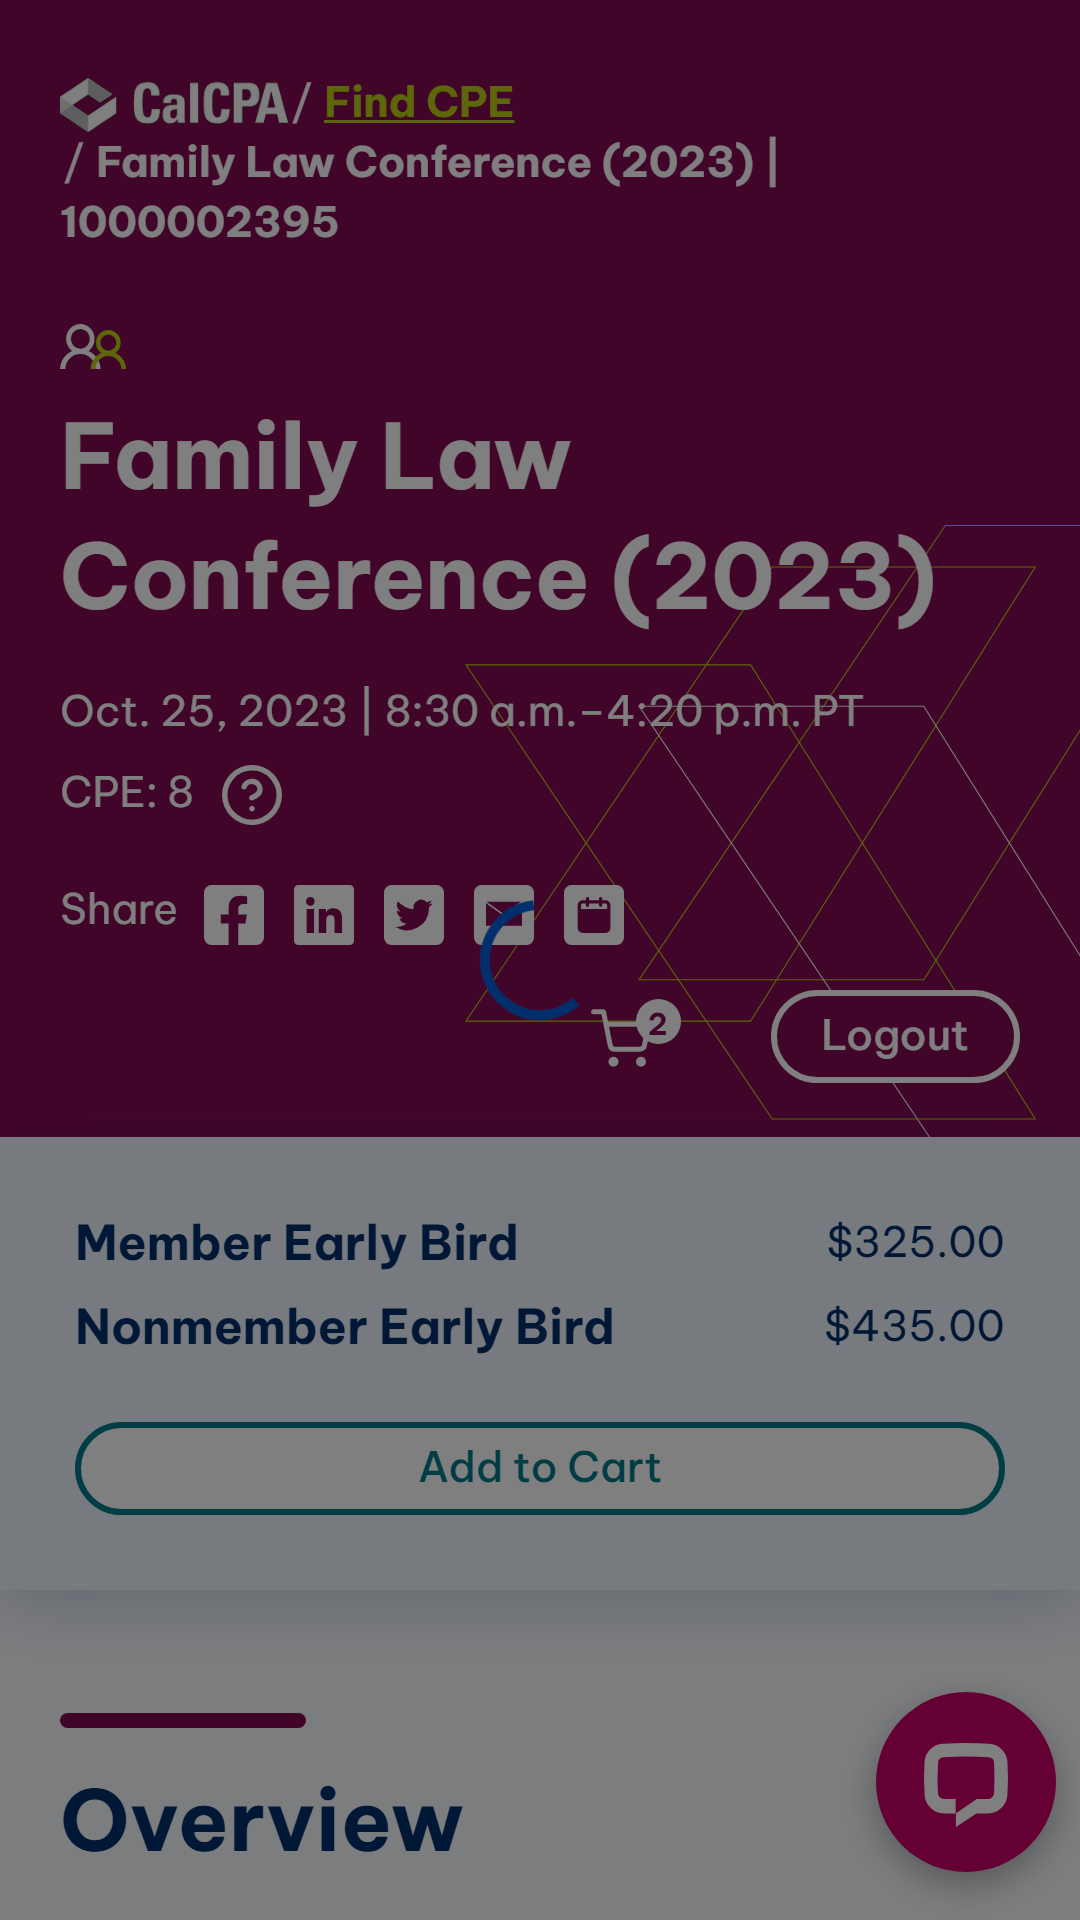 CalCPA / Find CPE
/ Family Law Conference (2023) |
1000002395
Family Law
Conference (2023)
Oct. 25, 2023 | 8:30 a.m.–4:20 p.m. PT
CPE: 8 ?
Share
2
Logout
Member Early Bird $325.00
Nonmember Early Bird $435.00
Add to Cart
Overview